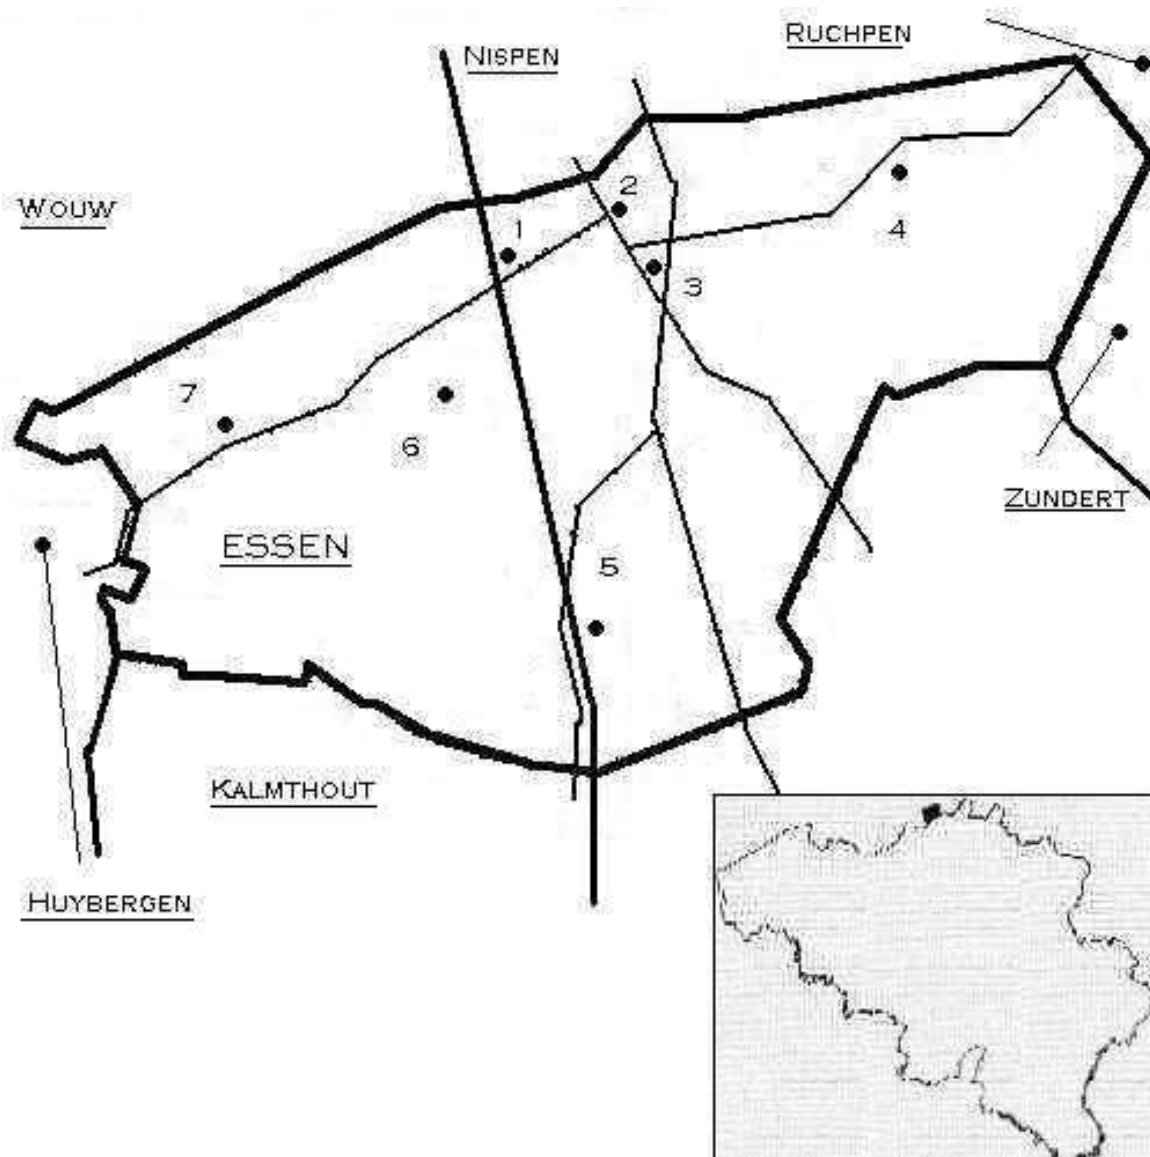 RUCHPEN
NISPEN
WOUW
2
1
4
3
7
6
ZUNDERT
ESSEN
5
KALMTHOUT
HUYBERGEN